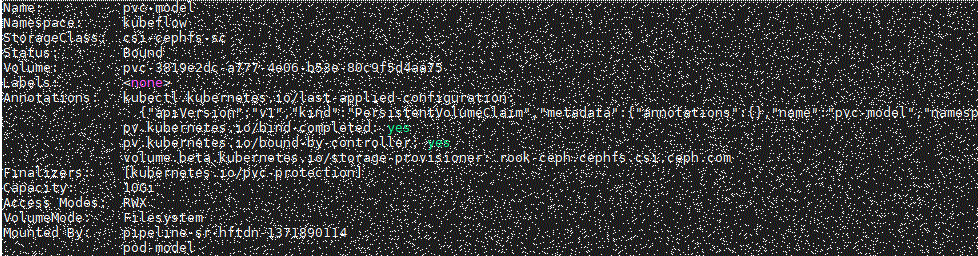 Name: pvc-model
Namespace: kubeflow
StorageClass: csi-cephfs-sc
Status: Bound
Volume: pvc-3919e2dc-a777-4e06-b53e-80c9f5d4aa75
Labels: <none>
Annotations: kubectl.kubernetes.io/last-applied-configuration:
{"apiVersion":"v1","kind":"PersistentVolumeClaim","metadata":{"annotations":{},"name":"pvc-model","namesp
pv.kubernetes.io/bind-completed: yes
pv.kubernetes.io/bound-by-controller: yes
volume.beta.kubernetes.io/storage-provisioner: rook-ceph.cephfs.csi.ceph.com
Finalizers: [kubernetes.io/pvc-protection]
Capacity: 10Gi
Access Modes: RWX
VolumeMode: Filesystem
Mounted By: pipeline-sr-hftdn-1371890114
pod-model